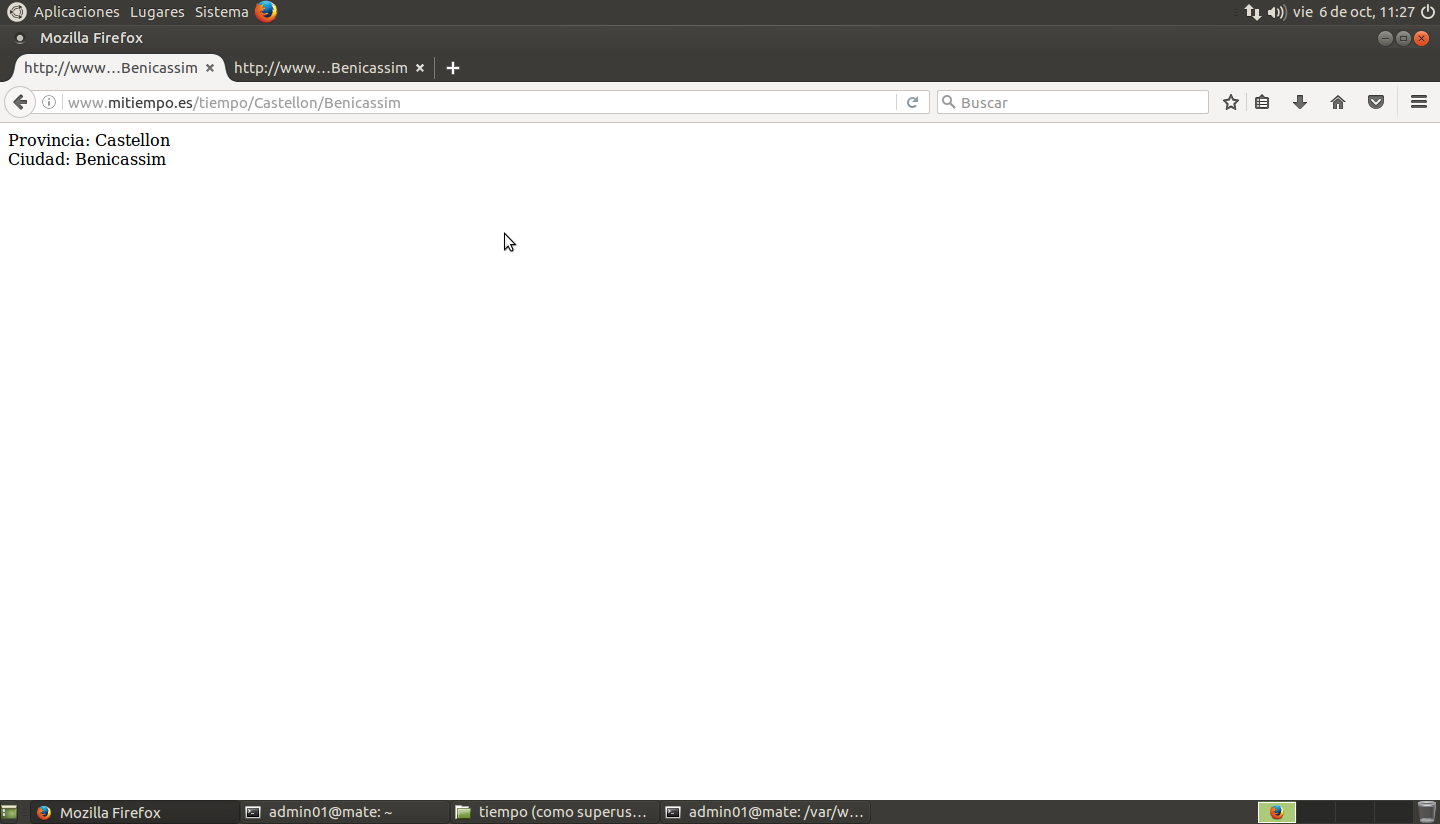 Aplicaciones Lugares Sistema vie 6 de oct, 11:27
Mozilla Firefox
http://www…Benicassim http://www…Benicassim
www.mitiempo.es/tiempo/Castellon/Benicassim Buscar
Provincia: Castellon
Ciudad: Benicassim
Mozilla Firefox admin01@mate: ~ tiempo (como superus… admin01@mate: /var/w…